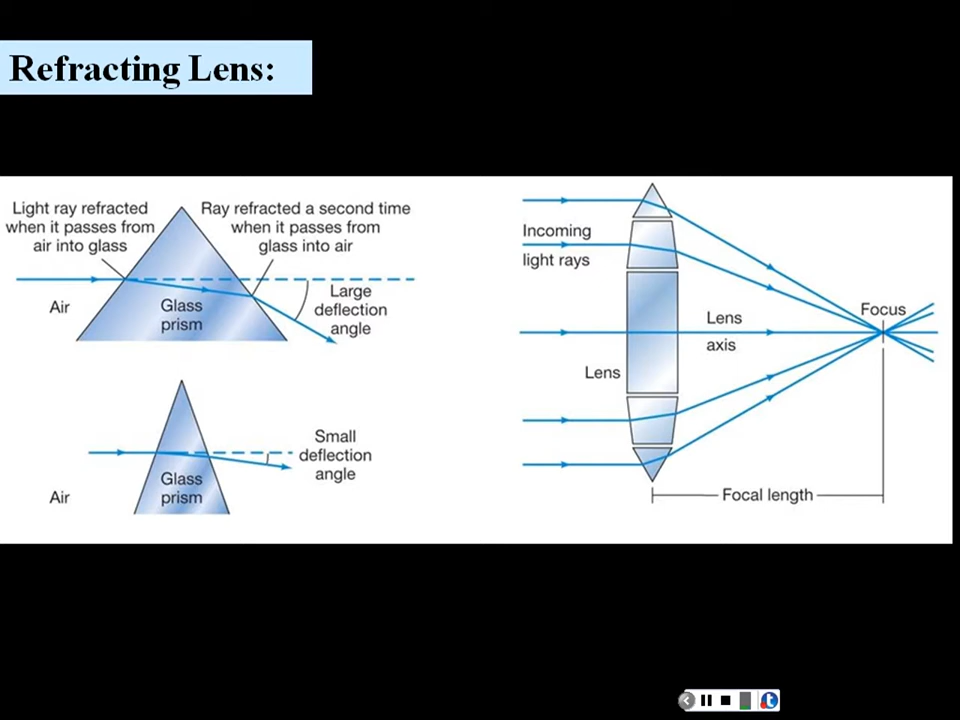 Refracting Lens:
Light ray refracted
when it passes from
air into glass
Ray refracted a second time
when it passes from
glass into air
Air
Glass
prism
Large
deflection
angle
Air
Glass
prism
Small
deflection
angle
Incoming
light rays
Lens
Lens
axis
Focus
Focal length